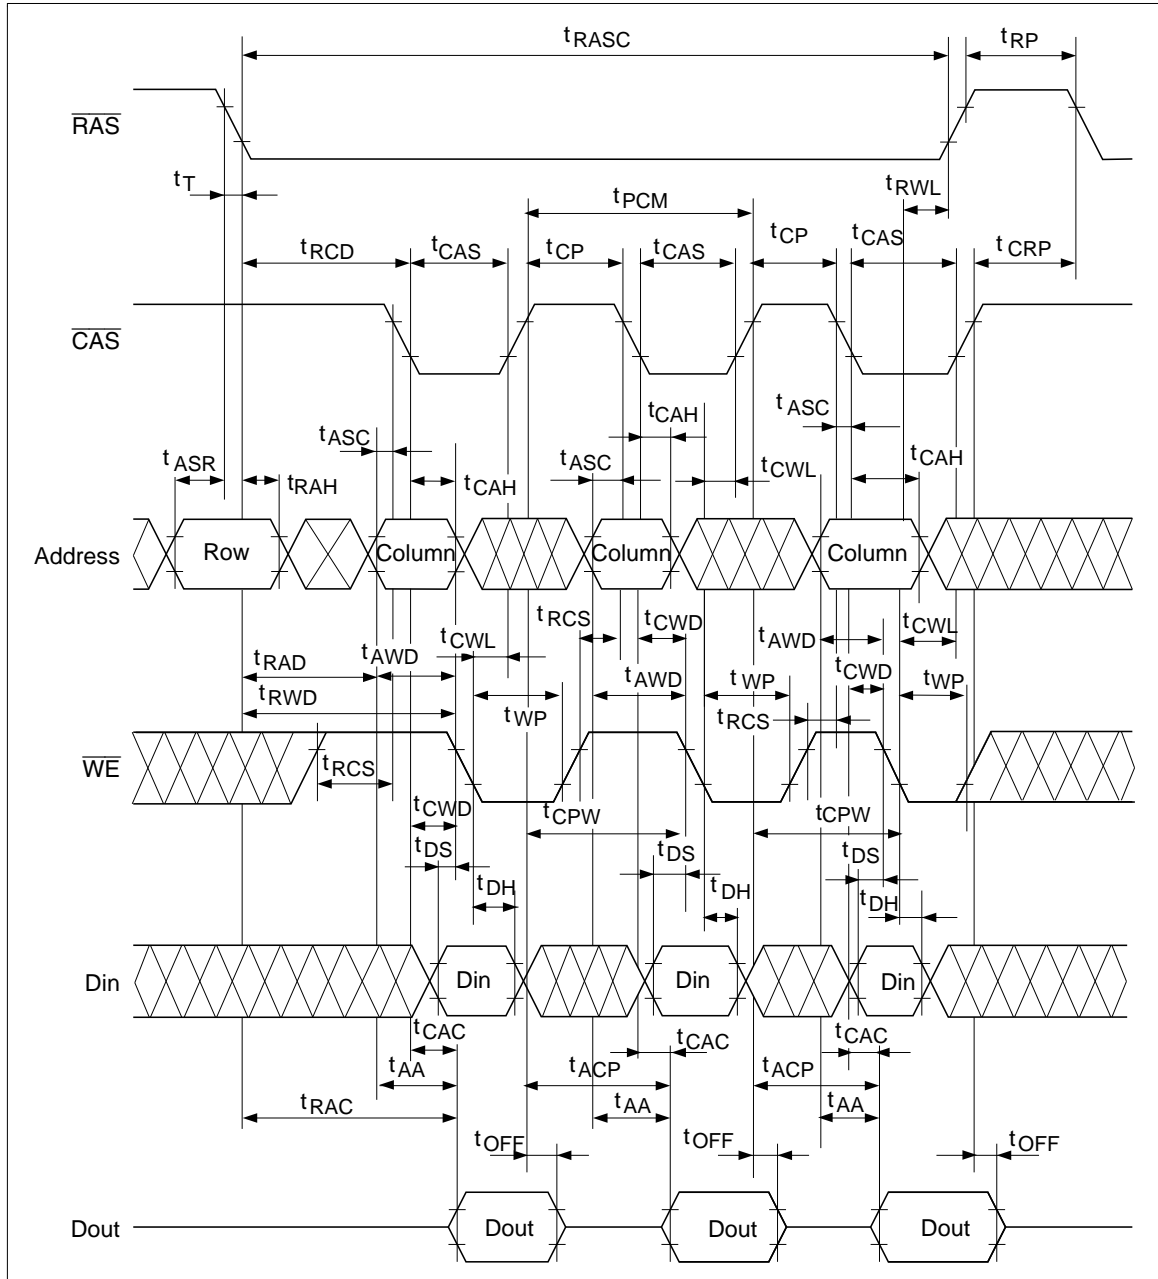 tRASC tRP
RAS
tT tPCM tRWL
tRCD tCAS tCP tCAS tCP tCAS tCRP
CAS
tASC tCAH tASC
tASR tRAH tCAH tASC tCWL tCAH
Address Row Column Column Column
tRCS tCWD
tRAD tAWD tCWL tAWD tWP tAWD tCWD tCWL
tRWD tWP tRCS tWP
WE
tRCS
tCWD tCPW tCPW
tDS tDS tDS
tDH tDH tDH
Din Din Din Din
tCAC tCAC tCAC
tAA tACP tACP
tRAC tAA tAA
tOFF tOFF tOFF
Dout Dout Dout Dout